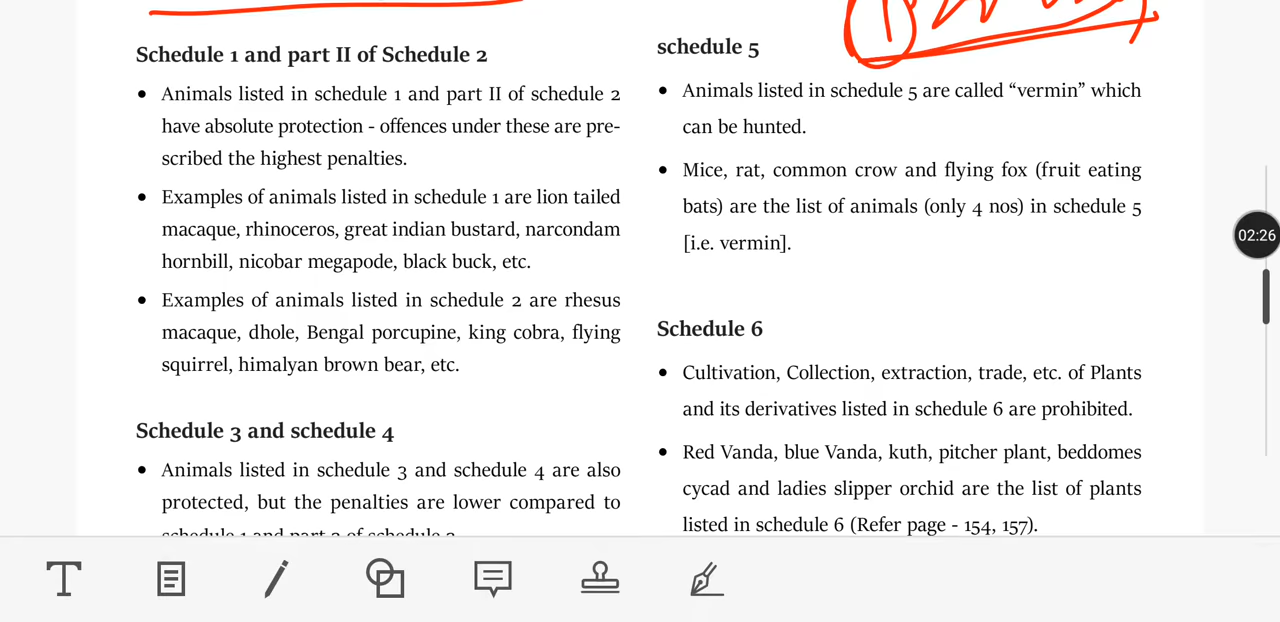 Schedule 1 and part II of Schedule 2
• Animals listed in schedule 1 and part II of schedule 2
have absolute protection - offences under these are pre-
scribed the highest penalties.
• Examples of animals listed in schedule 1 are lion tailed
macaque, rhinoceros, great indian bustard, narcondam
hornbill, nicobar megapode, black buck, etc.
• Examples of animals listed in schedule 2 are rhesus
macaque, dhole, Bengal porcupine, king cobra, flying
squirrel, himalyan brown bear, etc.
Schedule 3 and schedule 4
• Animals listed in schedule 3 and schedule 4 are also
protected, but the penalties are lower compared to
schedule 1 and part 2 of schedule 2.
schedule 5
• Animals listed in schedule 5 are called “vermin” which
can be hunted.
• Mice, rat, common crow and flying fox (fruit eating
bats) are the list of animals (only 4 nos) in schedule 5
[i.e. vermin].
Schedule 6
• Cultivation, Collection, extraction, trade, etc. of Plants
and its derivatives listed in schedule 6 are prohibited.
• Red Vanda, blue Vanda, kuth, pitcher plant, beddomes
cycad and ladies slipper orchid are the list of plants
listed in schedule 6 (Refer page - 154, 157).
02:26